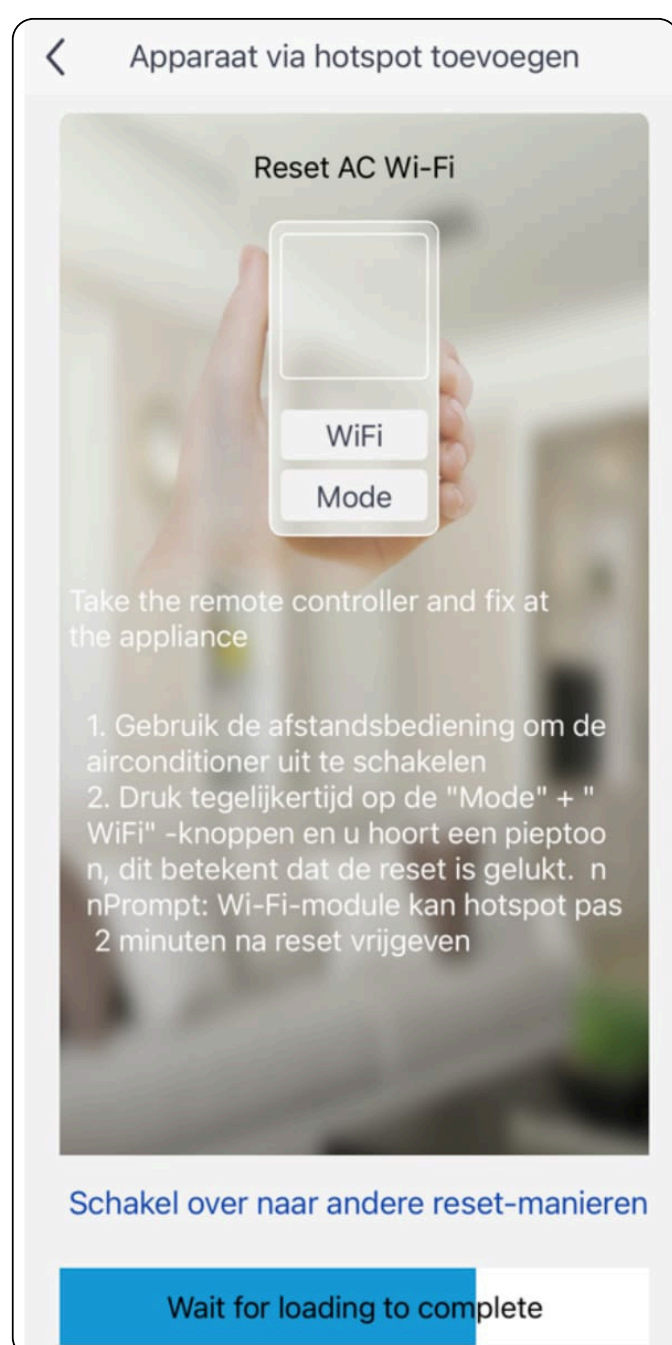 Apparaat via hotspot toevoegen
Reset AC Wi-Fi
WiFi
Mode
Take the remote controller and fix at
the appliance
1. Gebruik de afstandsbediening om de
airconditioner uit te schakelen
2. Druk tegelijkertijd op de "Mode" + "
WiFi" -knoppen en u hoort een pieptoo
n, dit betekent dat de reset is gelukt. n
nPrompt: Wi-Fi-module kan hotspot pas
2 minuten na reset vrijgeven
Schakel over naar andere reset-manieren
Wait for loading to complete